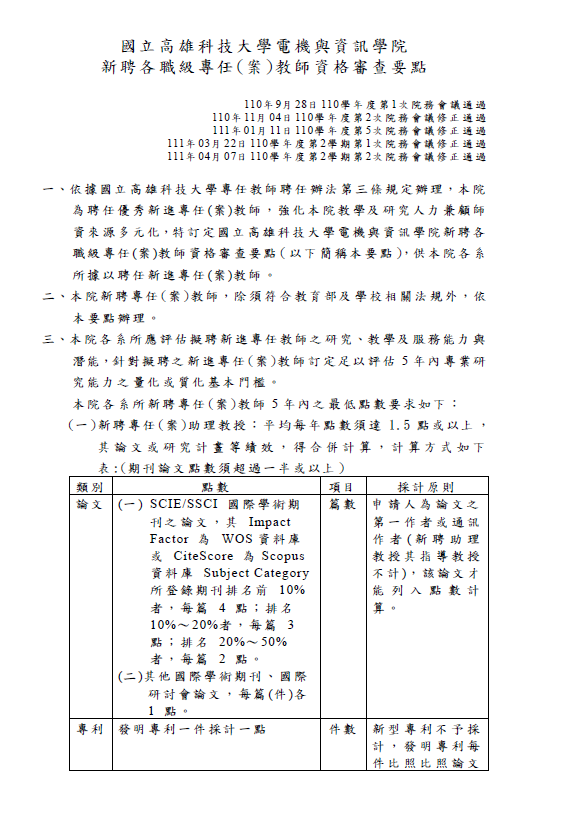 國立高雄科技大學電機與資訊學院
新聘各職級專任(案)教師資格審查要點
110年9月28日110學年度第1次院務會議通過
110年11月04日110學年度第2次院務會議修正通過
111年01月11日110學年度第5次院務會議修正通過
111年03月22日110學年度第2學期第1次院務會議修正通過
111年04月07日110學年度第2學期第2次院務會議修正通過
一、依據國立高雄科技大學專任教師聘任辦法第三條規定辦理，本院
為聘任優秀新進專任(案)教師，強化本院教學及研究人力兼顧師
資來源多元化，特訂定國立高雄科技大學電機與資訊學院新聘各
職級專任(案)教師資格審查要點（以下簡稱本要點），供本院各系
所據以聘任新進專任(案)教師。
二、本院新聘專任（案）教師，除須符合教育部及學校相關法規外，依
本要點辦理。
三、本院各系所應評估擬聘新進專任教師之研究、教學及服務能力與
潛能，針對擬聘之新進專任(案)教師訂定足以評估 5 年內專業研
究能力之量化或質化基本門檻。
本院各系所新聘專任(案)教師 5 年內之最低點數要求如下：
(一)新聘專任(案)助理教授：平均每年點數須達 1.5 點或以上，
其論文或研究計畫等績效，得合併計算，計算方式如下
表:(期刊論文點數須超過一半或以上)
類別 點數 項目 採計原則
論文 (一) SCIE/SSCI 國際學術期
刊之論文，其 Impact
Factor 為 WOS 資料庫
或 CiteScore 為 Scopus
資料庫 Subject Category
所登錄期刊排名前 10%
者，每篇 4 點；排名
10%～20%者，每篇 3
點；排名 20%～50%
者，每篇 2 點。
(二)其他國際學術期刊、國際
研討會論文，每篇(件)各
1 點。
篇數
申請人為論文之
第一作者或通訊
作者(新聘助理
教授其指導教授
不計)，該論文才
能列入點數計
算。
專利 發明專利一件採計一點 件數 新型專利不予採
計，發明專利每
件比照比照論文